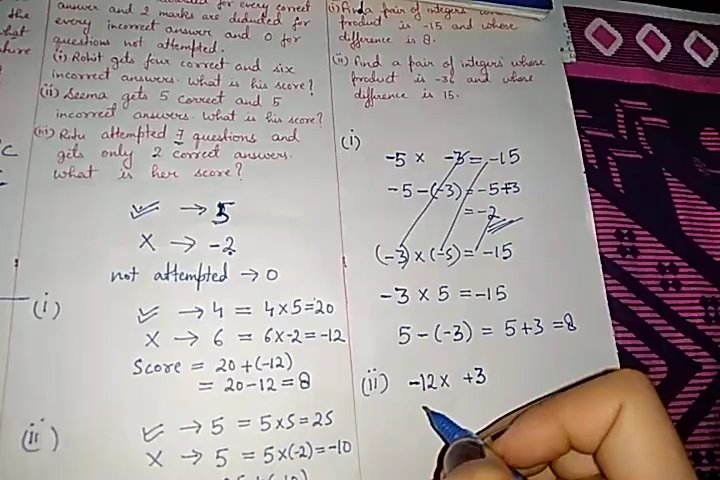 answer and 2 marks are deducted for
every incorrect answer and 0 for
questions not attempted.
(i) Rohit gets four correct and six
incorrect answers. What is his score?
(ii) Seema gets 5 correct and 5
incorrect answers. What is his score?
(iii) Ritu attempted 7 questions and
gets only 2 correct answers.
What is her score?
✓ → 5
X → -2
not attempted → 0
(i) ✓ → 4 = 4×5=20
X → 6 = 6×-2=-12
Score = 20+(-12)
= 20-12=8
(ii) ✓ → 5 = 5×5=25
X → 5 = 5×(-2)=-10
(i) Find a pair of integers
product is -15 and whose
difference is 8.
(ii) Find a pair of integers whose
product is -36 and whose
difference is 15.
(i)
-5 × -3 = -15
-5-(-3) = -5+3
= -2
(-3) × (-5) = -15
-3 × 5 = -15
5-(-3) = 5+3 = 8
(ii) -12× +3